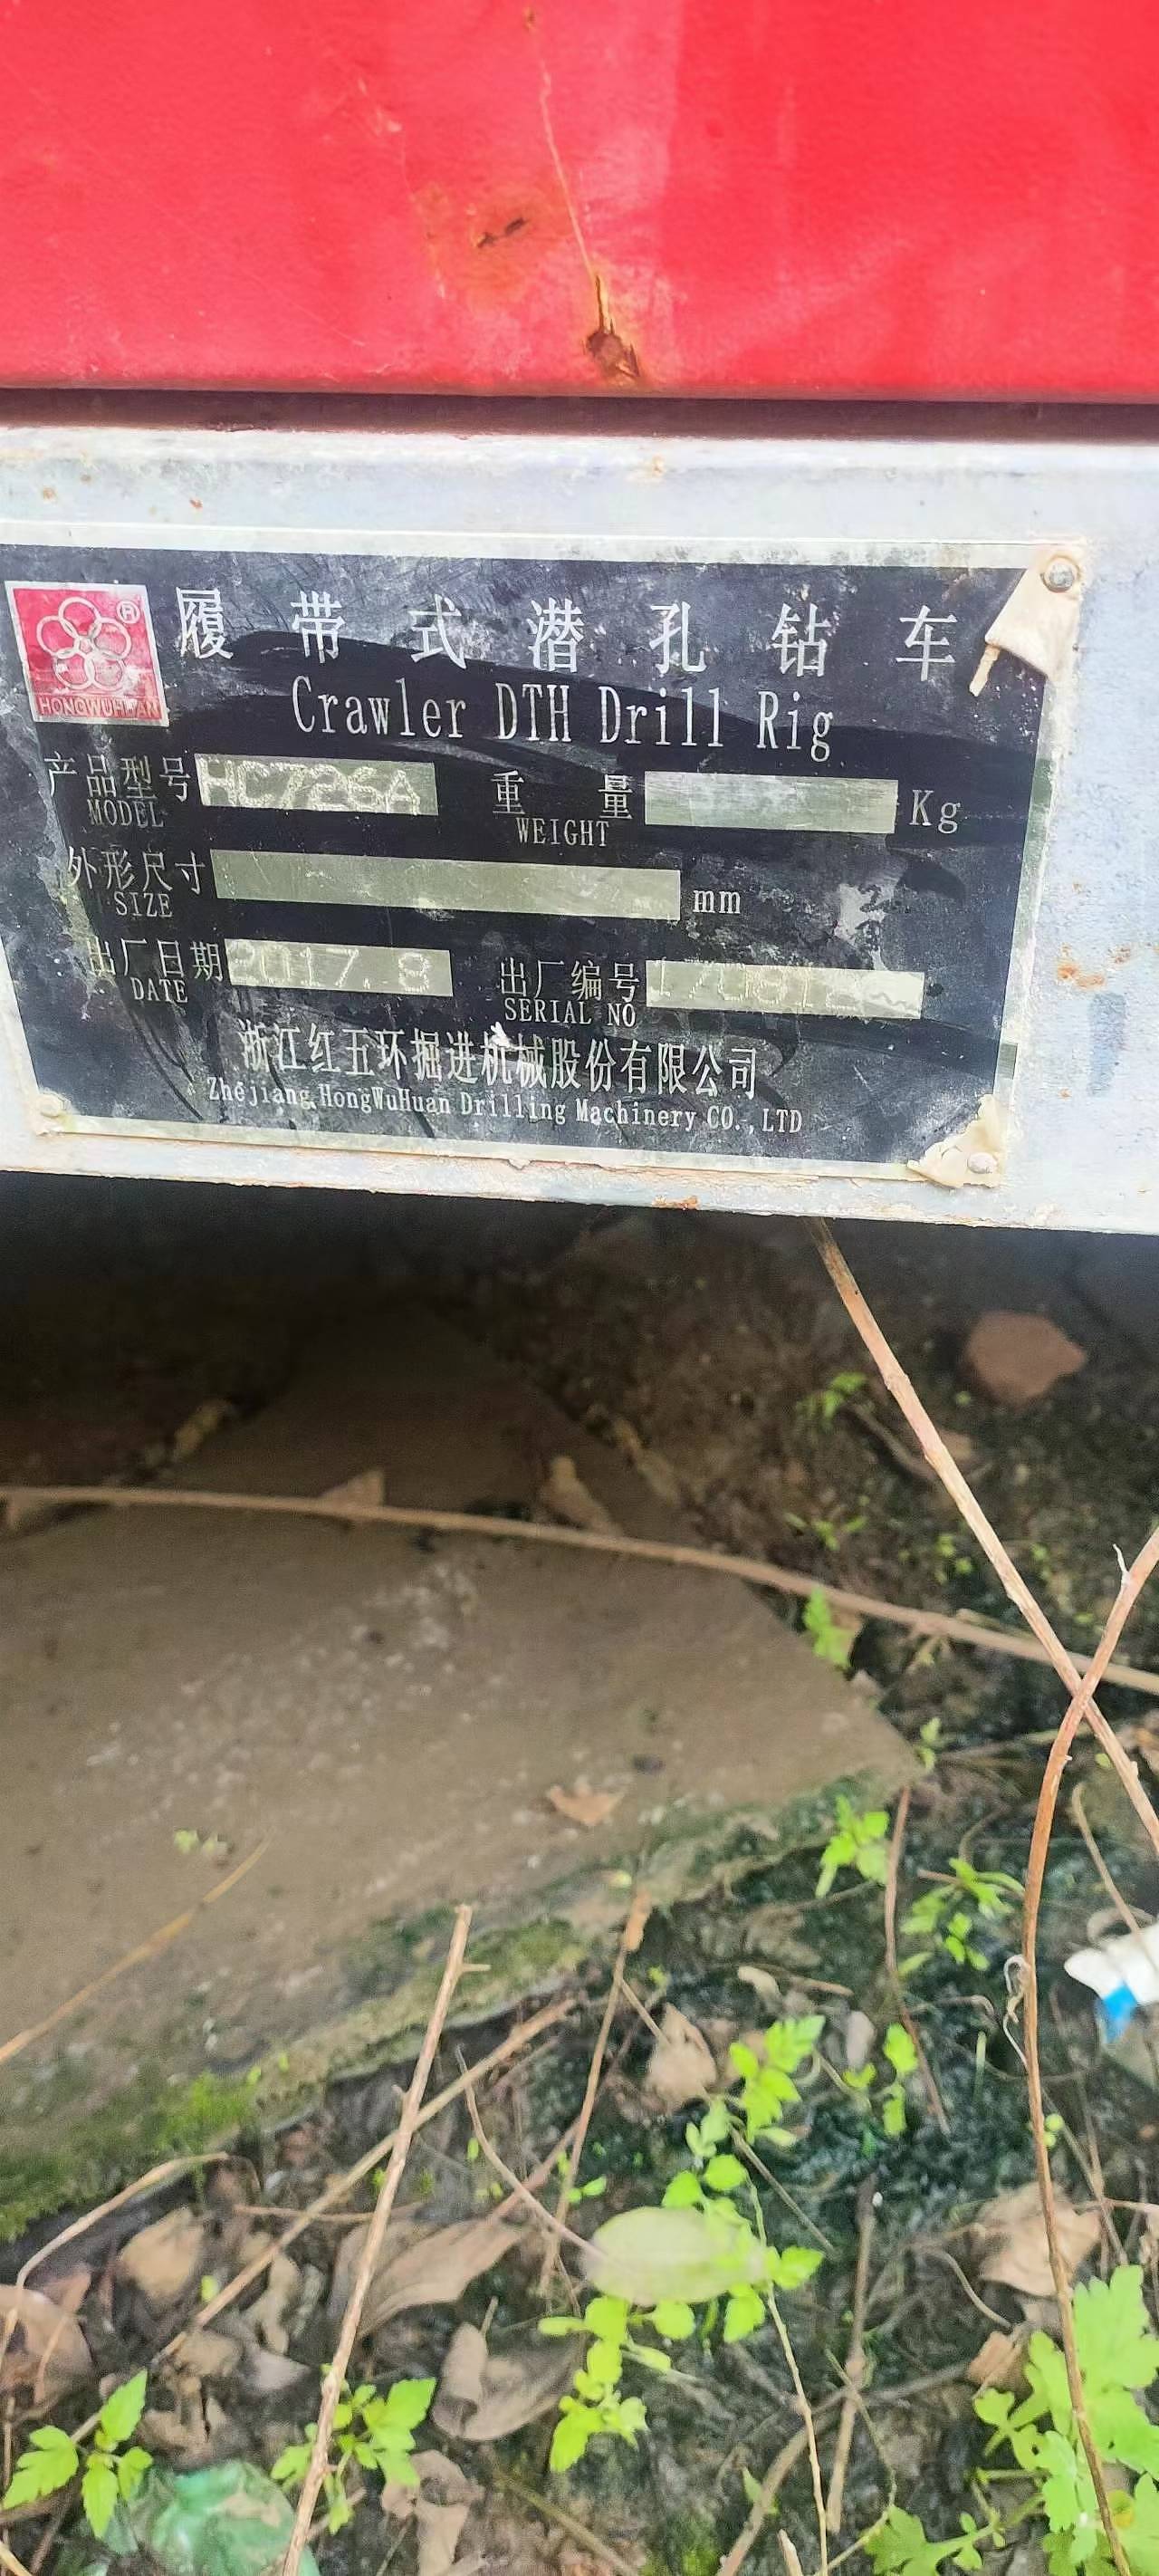 ®
HONGWUHUAN
履带式潜孔钻车
Crawler DTH Drill Rig
产品型号 HC726A 重量 Kg
MODEL WEIGHT
外形尺寸 mm
SIZE
出厂日期 2017.8 出厂编号
DATE SERIAL NO
浙江红五环掘进机械股份有限公司
Zhejiang HongWuHuan Drilling Machinery CO.,LTD